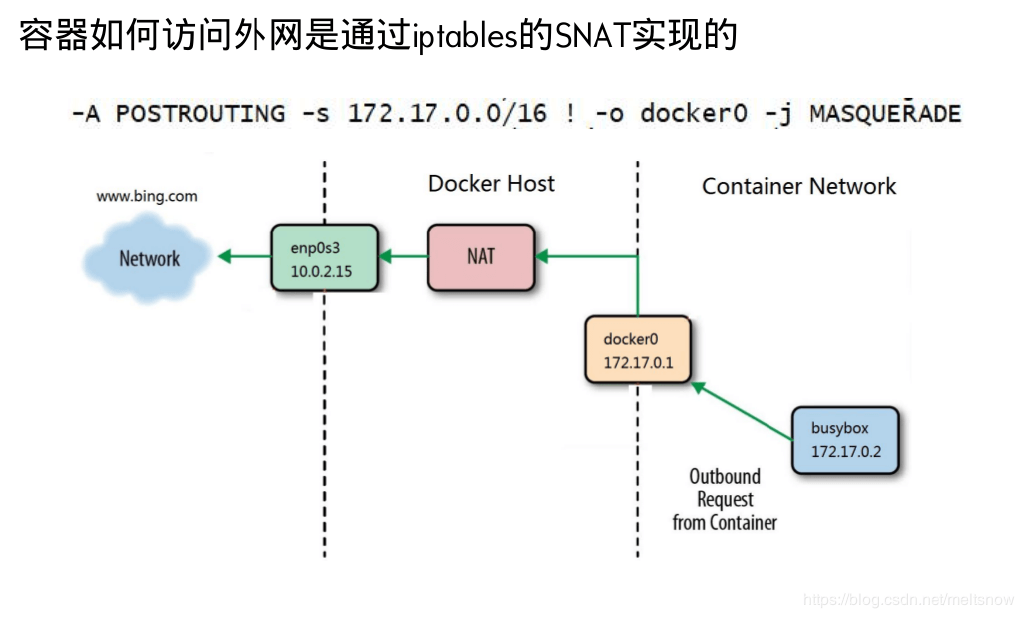 容器如何访问外网是通过iptables的SNAT实现的
-A POSTROUTING -s 172.17.0.0/16 ! -o docker0 -j MASQUERADE
Docker Host
Container Network
www.bing.com
Network
enp0s3
10.0.2.15
NAT
docker0
172.17.0.1
busybox
172.17.0.2
Outbound
Request
from Container
https://blog.csdn.net/meltsnow